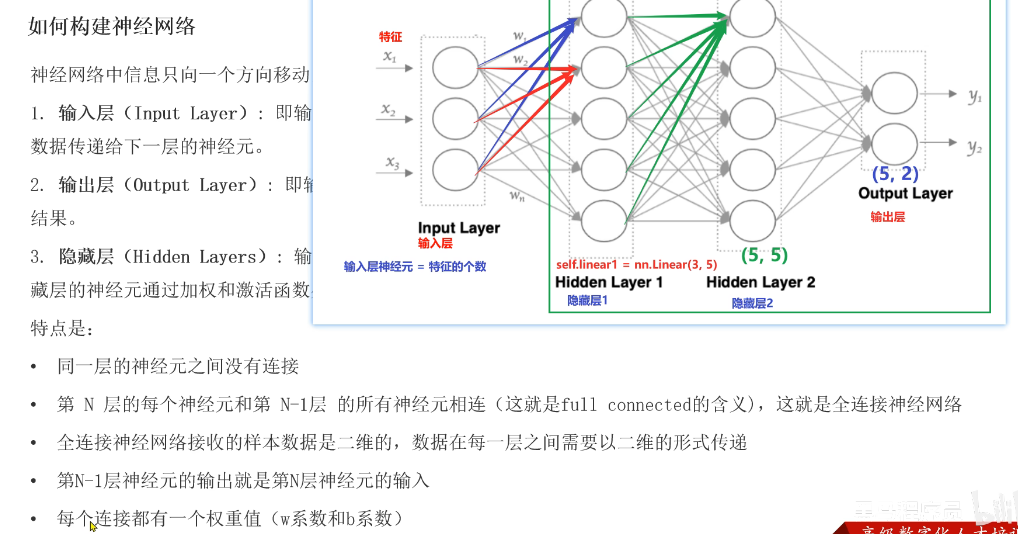 如何构建神经网络
神经网络中信息只向一个方向移动
1. 输入层（Input Layer）: 即输
数据传递给下一层的神经元。
2. 输出层（Output Layer）: 即输
结果。
3. 隐藏层（Hidden Layers）: 输
藏层的神经元通过加权和激活函数
特点是:
• 同一层的神经元之间没有连接
• 第 N 层的每个神经元和第 N-1层 的所有神经元相连（这就是full connected的含义），这就是全连接神经网络
• 全连接神经网络接收的样本数据是二维的，数据在每一层之间需要以二维的形式传递
• 第N-1层神经元的输出就是第N层神经元的输入
• 每个连接都有一个权重值（w系数和b系数）
特征
x1
x2
x3
w1
w2
wn
y1
y2
Input Layer
输入层
输入层神经元 = 特征的个数
self.linear1 = nn.Linear(3, 5)
Hidden Layer 1
隐藏层1
(5, 5)
Hidden Layer 2
隐藏层2
(5, 2)
Output Layer
输出层
高级数字化人才培训